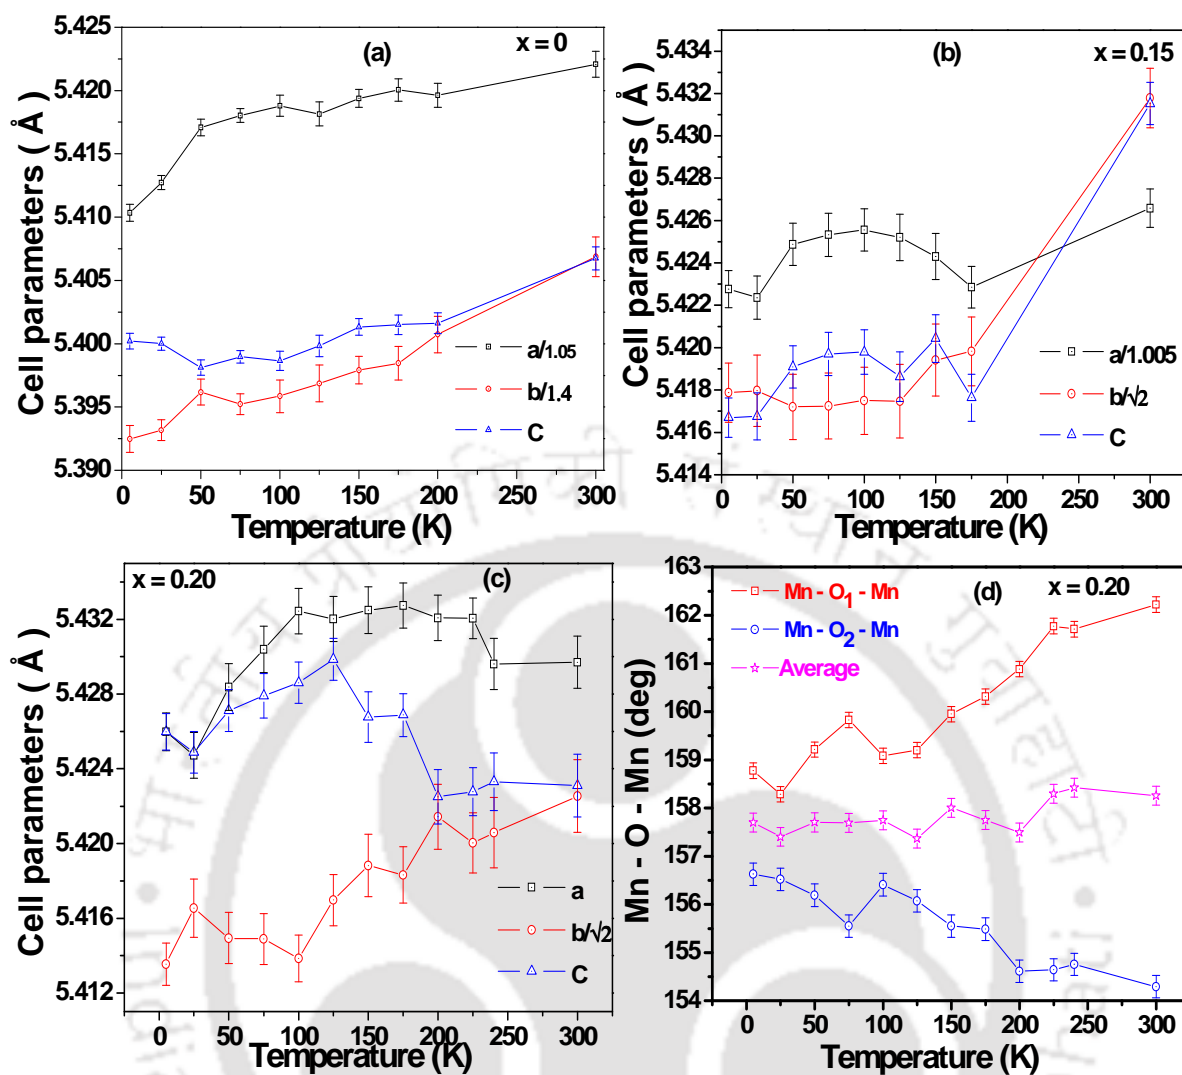 (a)
x = 0
5.425
5.420
5.415
5.410
5.405
5.400
5.395
5.390
Cell parameters ( Å )
a/1.05
b/1.4
C
0 50 100 150 200 250 300
Temperature (K)
(b)
x = 0.15
5.434
5.432
5.430
5.428
5.426
5.424
5.422
5.420
5.418
5.416
5.414
Cell parameters ( Å )
a/1.005
b/√2
C
0 50 100 150 200 250 300
Temperature (K)
x = 0.20
(c)
5.432
5.428
5.424
5.420
5.416
5.412
Cell parameters ( Å )
a
b/√2
C
0 50 100 150 200 250 300
Temperature (K)
(d)
x = 0.20
Mn - O1 - Mn
Mn - O2 - Mn
Average
163
162
161
160
159
158
157
156
155
154
Mn - O - Mn (deg)
0 50 100 150 200 250 300
Temperature (K)